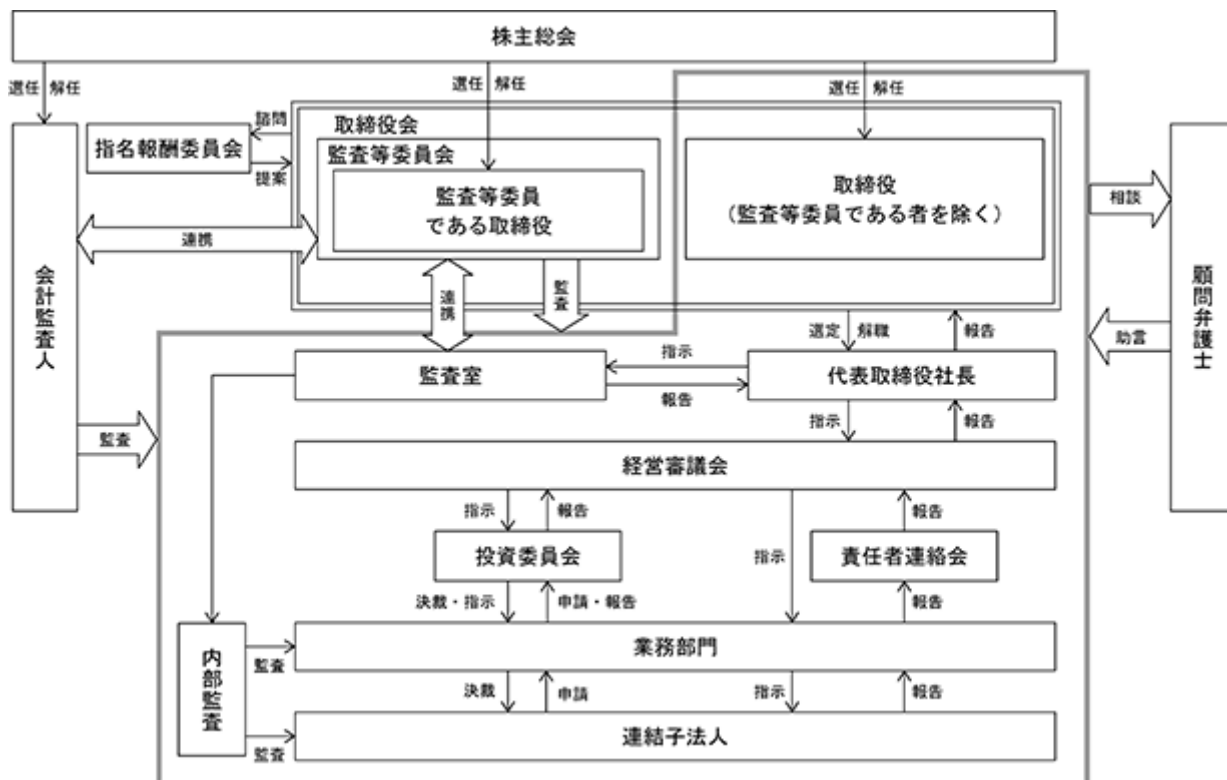 株主総会
選任 解任
選任 解任
選任 解任
諮問
指名報酬委員会
提案
取締役会
監査等委員会
監査等委員
である取締役
取締役
（監査等委員である者を除く）
連携
相談
会計監査人
顧問弁護士
連携
監査
選定 解職
報告
助言
監査室
指示
報告
代表取締役社長
監査
指示
報告
経営審議会
指示
報告
報告
投資委員会
指示
責任者連絡会
決裁・指示
申請・報告
報告
内部監査
監査
業務部門
決裁
申請
指示
報告
監査
連結子法人